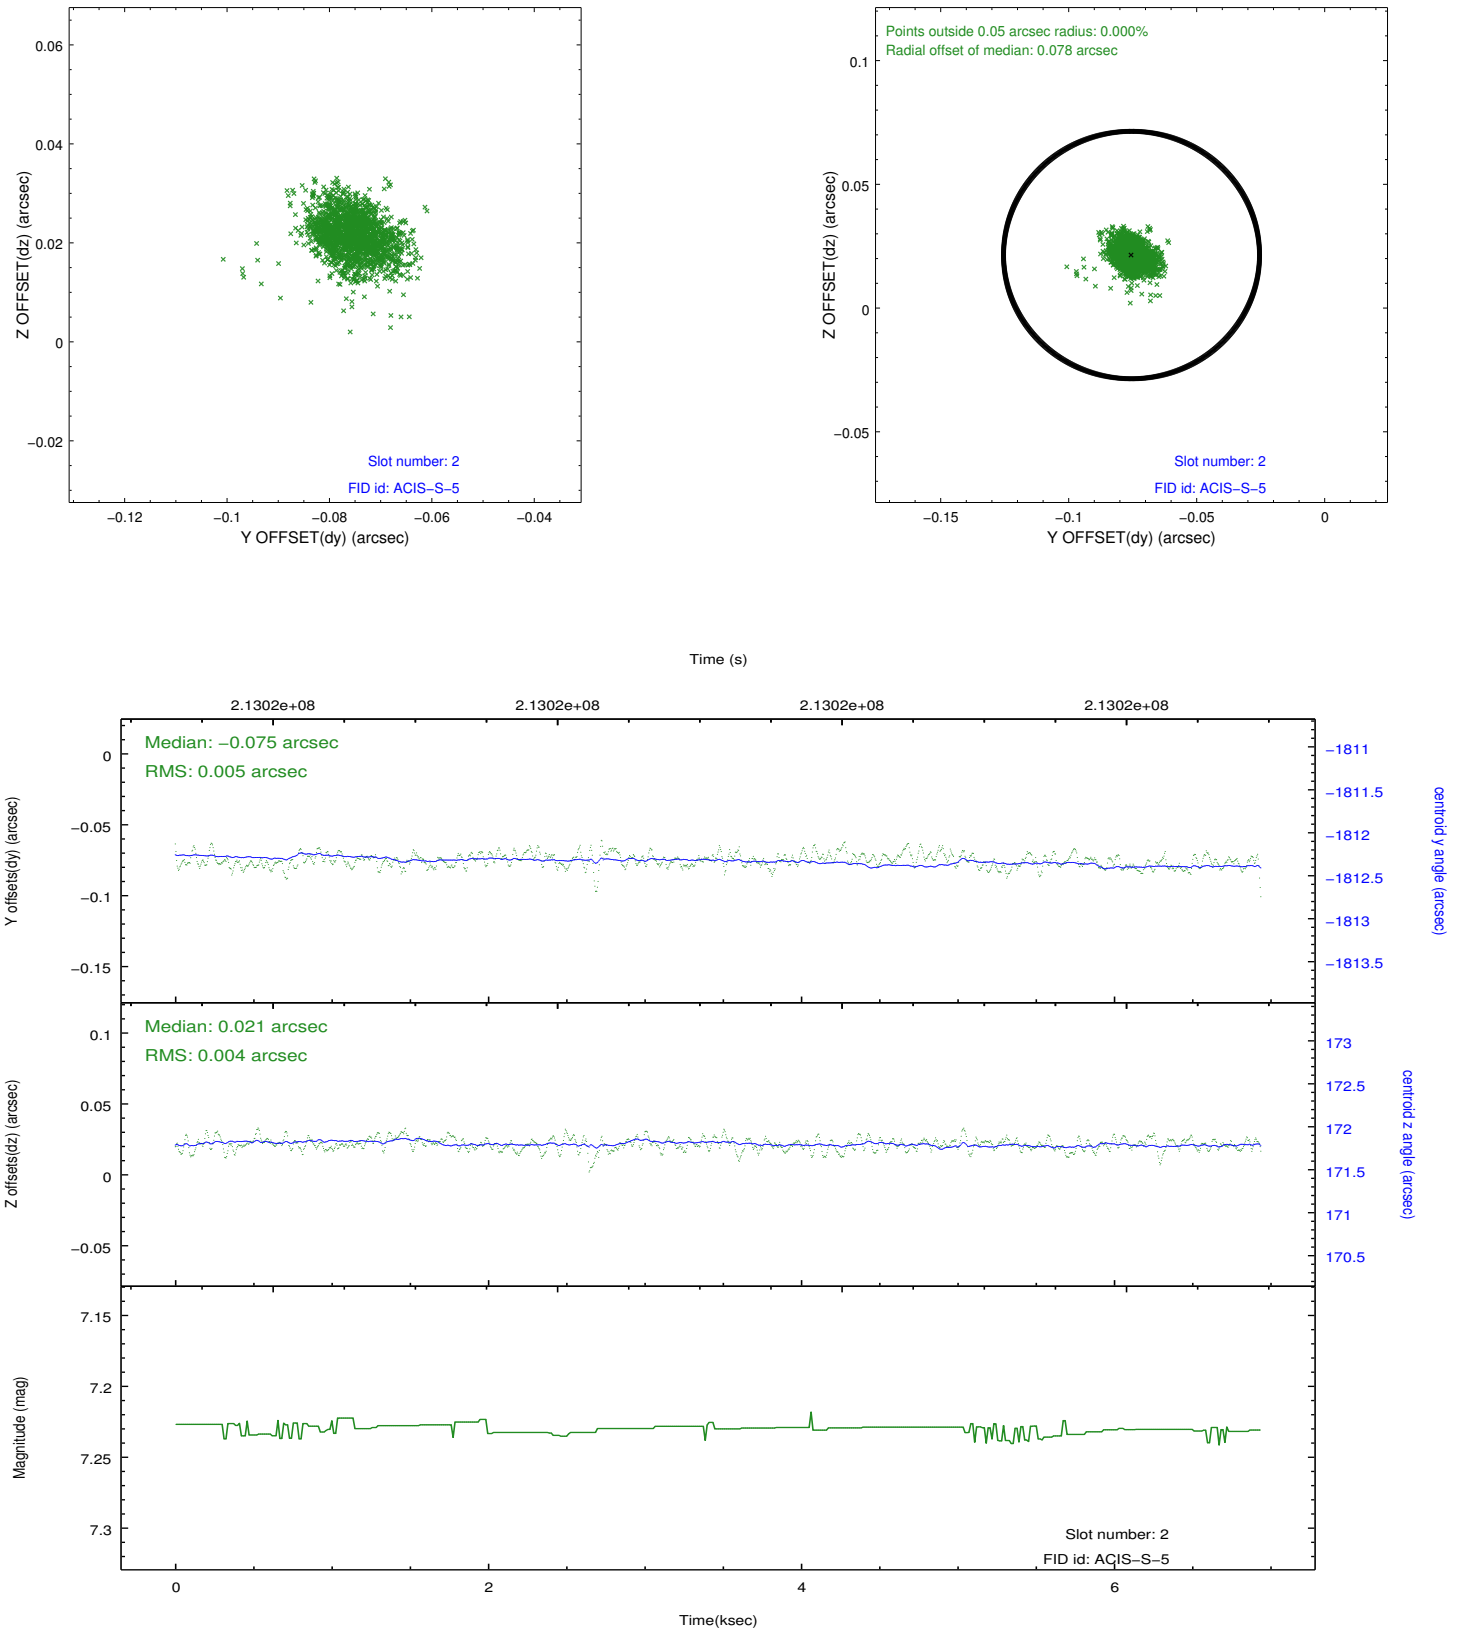 0.06
0.04
0.02
0
−0.02
Z OFFSET(dz) (arcsec)
Slot number: 2
FID id: ACIS−S−5
−0.12
−0.1
−0.08
−0.06
−0.04
Y OFFSET(dy) (arcsec)
Points outside 0.05 arcsec radius: 0.000%
Radial offset of median: 0.078 arcsec
0.1
0.05
0
−0.05
Z OFFSET(dz) (arcsec)
Slot number: 2
FID id: ACIS−S−5
−0.15
−0.1
−0.05
0
Y OFFSET(dy) (arcsec)
Time (s)
2.1302e+08
2.1302e+08
2.1302e+08
2.1302e+08
Median: −0.075 arcsec
RMS: 0.005 arcsec
0
−0.05
−0.1
−0.15
Y offsets(dy) (arcsec)
−1811
−1811.5
−1812
−1812.5
−1813
−1813.5
centroid y angle (arcsec)
Median: 0.021 arcsec
RMS: 0.004 arcsec
0.1
0.05
0
−0.05
Z offsets(dz) (arcsec)
173
172.5
172
171.5
171
170.5
centroid z angle (arcsec)
7.15
7.2
7.25
7.3
Magnitude (mag)
Slot number: 2
FID id: ACIS−S−5
0
2
4
6
Time(ksec)